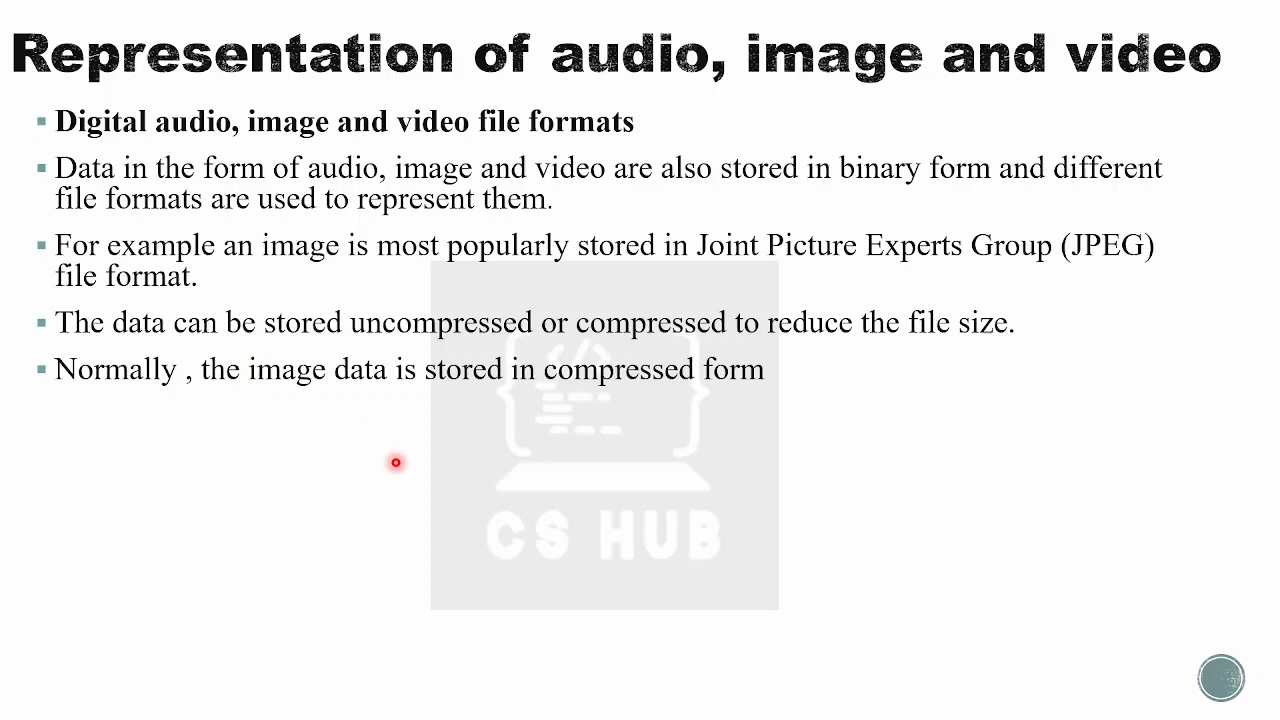 Representation of audio, image and video
Digital audio, image and video file formats
Data in the form of audio, image and video are also stored in binary form and different
file formats are used to represent them.
For example an image is most popularly stored in Joint Picture Experts Group (JPEG)
file format.
The data can be stored uncompressed or compressed to reduce the file size.
Normally , the image data is stored in compressed form
CS HUB